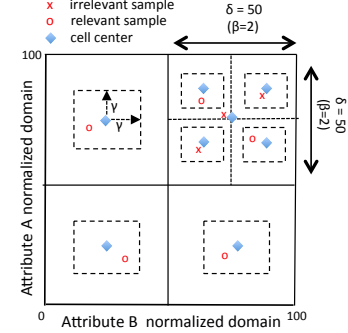 x irrelevant sample
o relevant sample
cell center
δ = 50
(β=2)
100
δ = 50
(β=2)
γ
γ
o
o
x
x
x
o
o
o
Attribute A normalized domain
0
100
Attribute B normalized domain